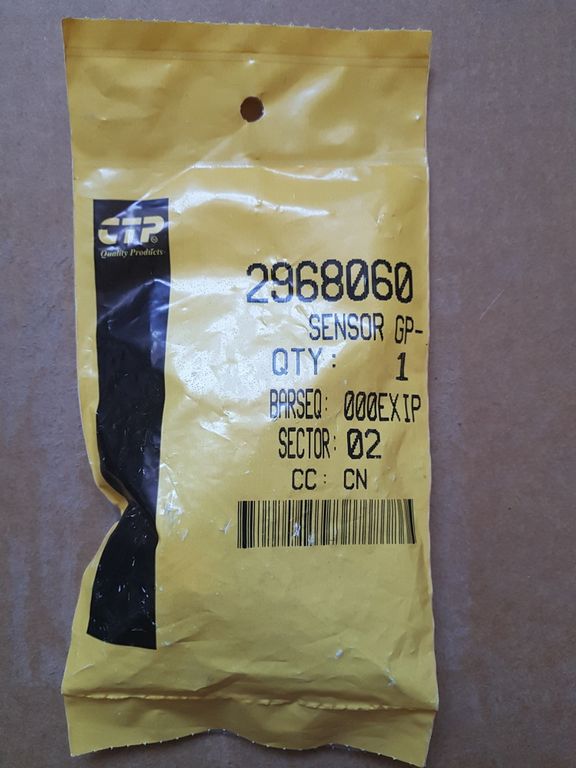 CTP®
Quality Products
2968060
SENSOR GP-
QTY: 1
BARSEQ: 000EXIP
SECTOR: 02
CC: CN